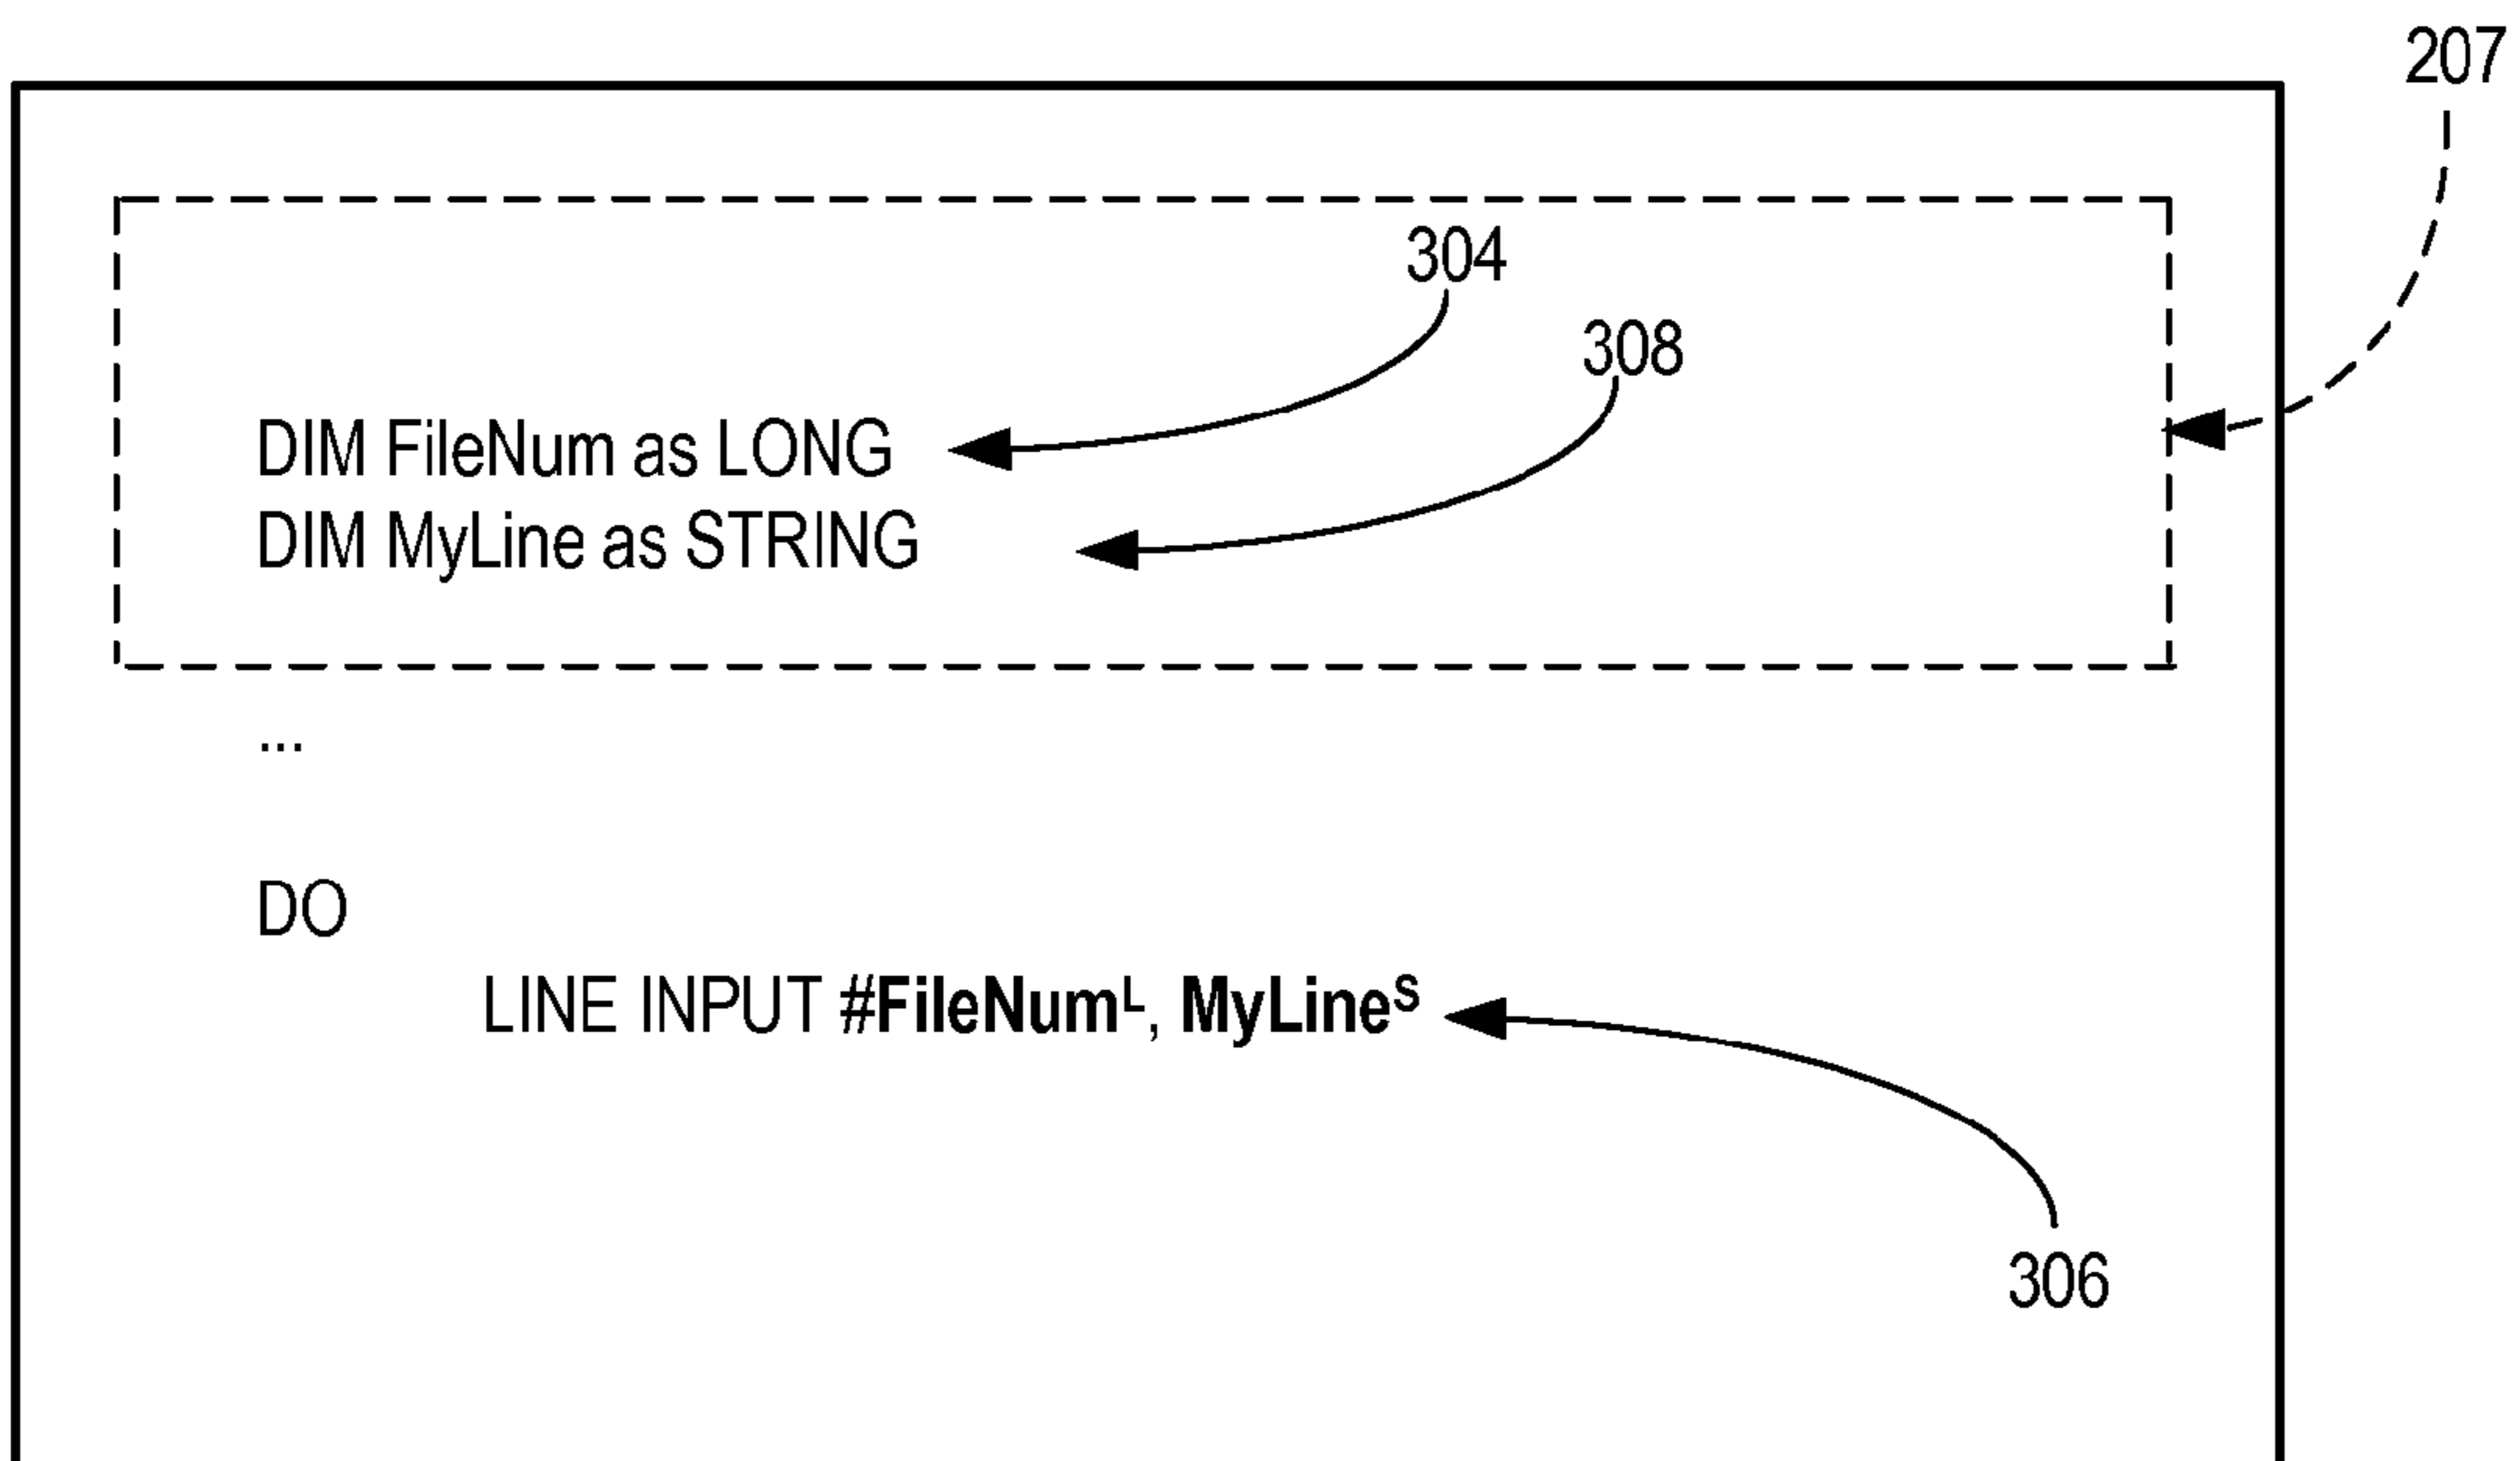 207
304
308
DIM FileNum as LONG
DIM MyLine as STRING
...
DO
LINE INPUT #FileNumᴸ, MyLineˢ
306